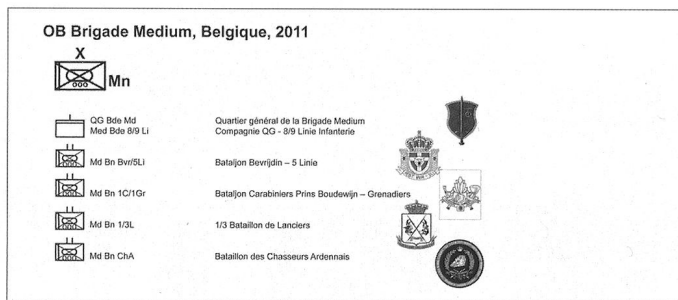 OB Brigade Medium, Belgique, 2011
X
Mn
QG Bde Md Quartier général de la Brigade Medium
Med Bde 8/9 Li Compagnie QG - 8/9 Linie Infanterie
Md Bn Bvr/5Li Bataljon Bevrijdin – 5 Linie
Md Bn 1C/1Gr Bataljon Carabiniers Prins Boudewijn – Grenadiers
Md Bn 1/3L 1/3 Bataillon de Lanciers
Md Bn ChA Bataillon des Chasseurs Ardennais